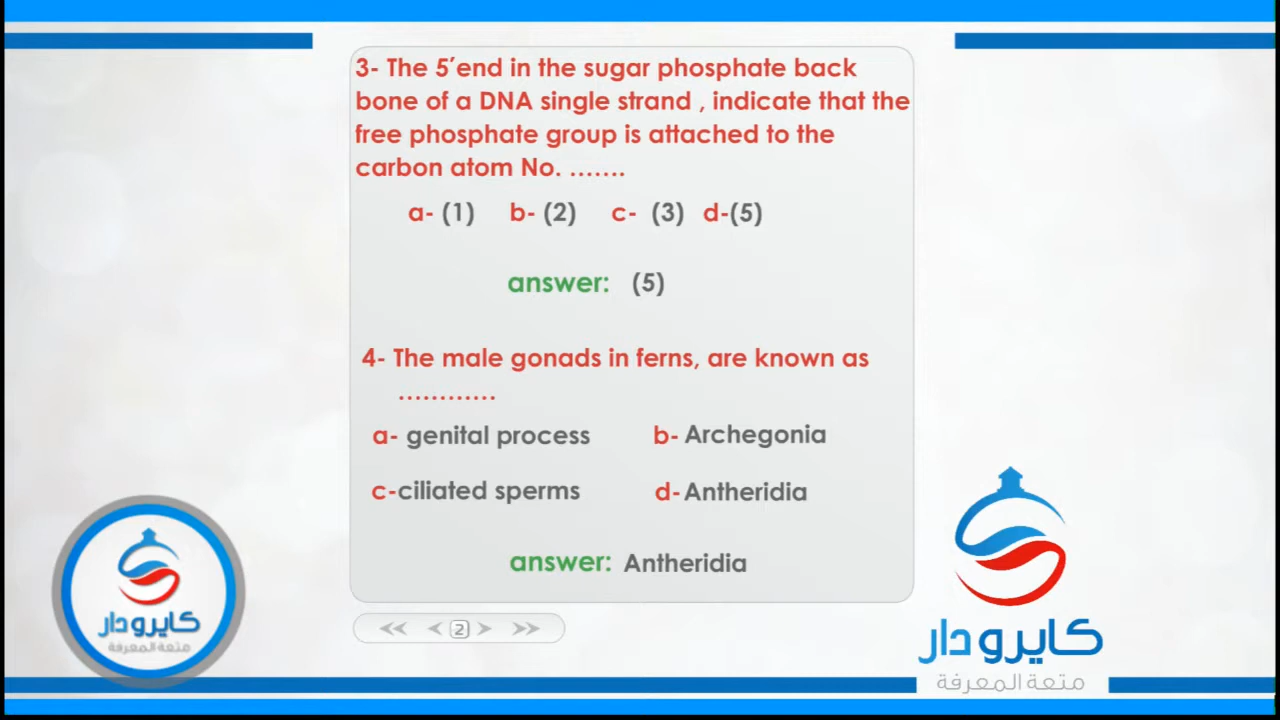 3- The 5′end in the sugar phosphate back
bone of a DNA single strand , indicate that the
free phosphate group is attached to the
carbon atom No. .......
a- (1) b- (2) c- (3) d-(5)
answer: (5)
4- The male gonads in ferns, are known as
............
a- genital process b- Archegonia
c-ciliated sperms d- Antheridia
answer: Antheridia
2
كايرو دار
متعة المعرفة
كايرو دار
متعة المعرفة